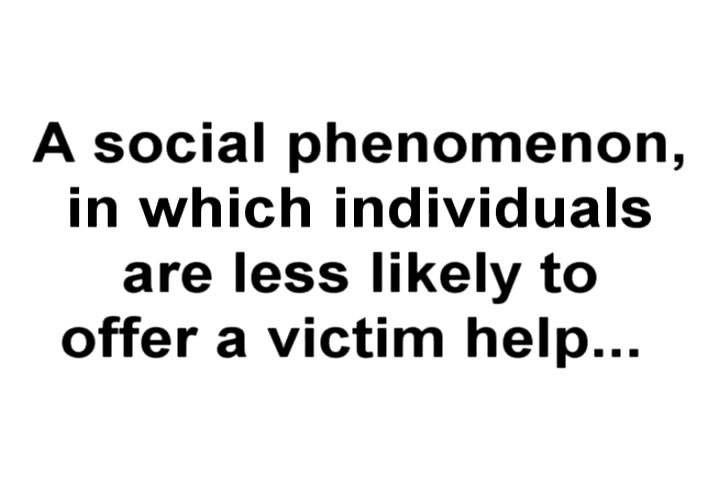 A social phenomenon,
in which individuals
are less likely to
offer a victim help...